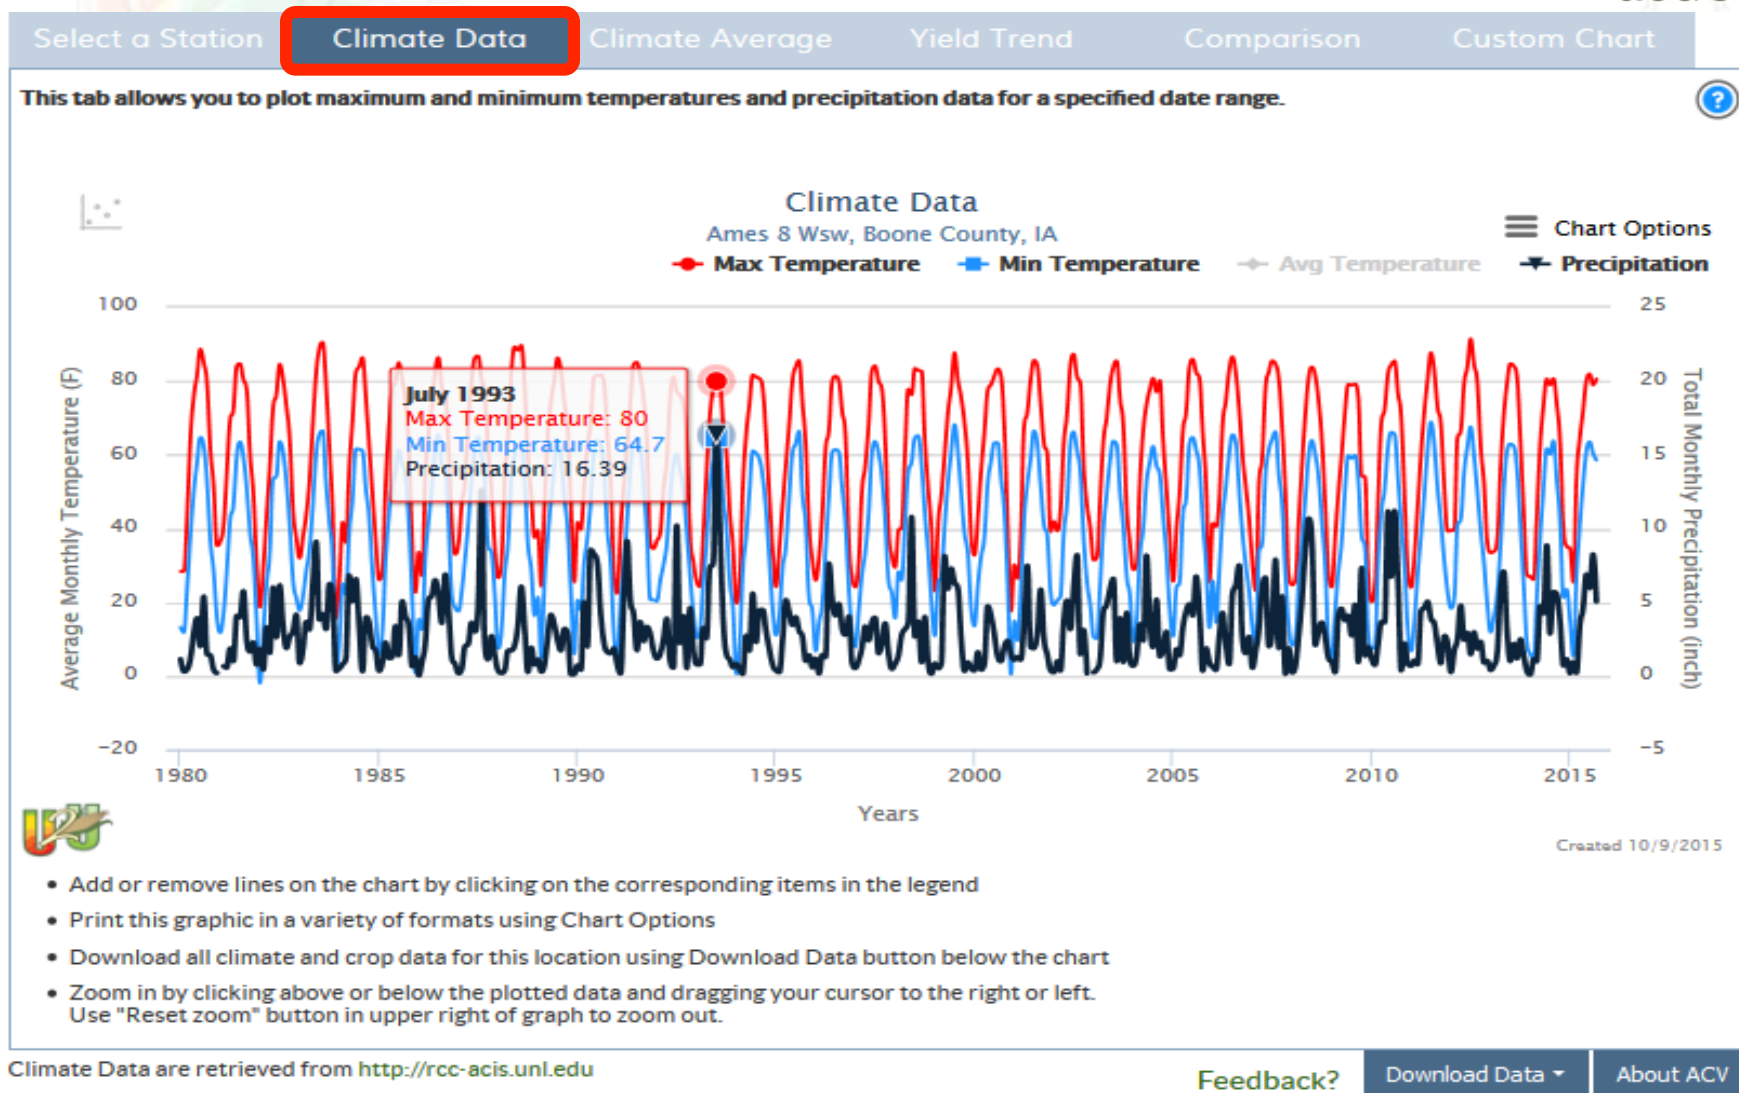 Select a Station Climate Data Climate Average Yield Trend Comparison Custom Chart
This tab allows you to plot maximum and minimum temperatures and precipitation data for a specified date range.
?
Climate Data
Ames 8 Wsw, Boone County, IA
Chart Options
Max Temperature Min Temperature Avg Temperature Precipitation
Average Monthly Temperature (F)
100
80
60
40
20
0
-20
July 1993
Max Temperature: 80
Min Temperature: 64.7
Precipitation: 16.39
25
20
15
10
5
0
-5
Total Monthly Precipitation (inch)
1980 1985 1990 1995 2000 2005 2010 2015
Years
U2U
Created 10/9/2015
• Add or remove lines on the chart by clicking on the corresponding items in the legend
• Print this graphic in a variety of formats using Chart Options
• Download all climate and crop data for this location using Download Data button below the chart
• Zoom in by clicking above or below the plotted data and dragging your cursor to the right or left.
Use "Reset zoom" button in upper right of graph to zoom out.
Climate Data are retrieved from http://rcc-acis.unl.edu
Feedback? Download Data About ACV